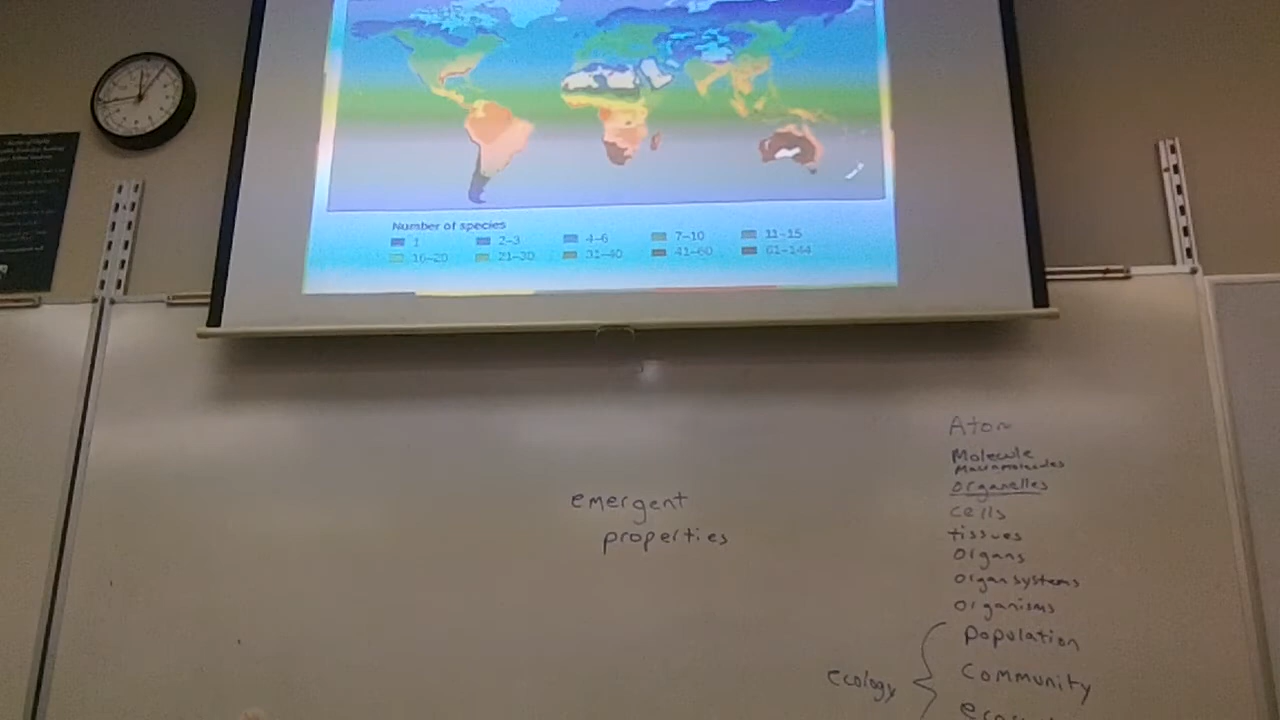 Number of species
1 2–3 4–6 7–10 11–15
16–20 21–30 31–40 41–60 61–144
emergent
properties
Atom
Molecule
Macromolecules
organelles
cells
tissues
organs
organ systems
organisms
population
community
ecology